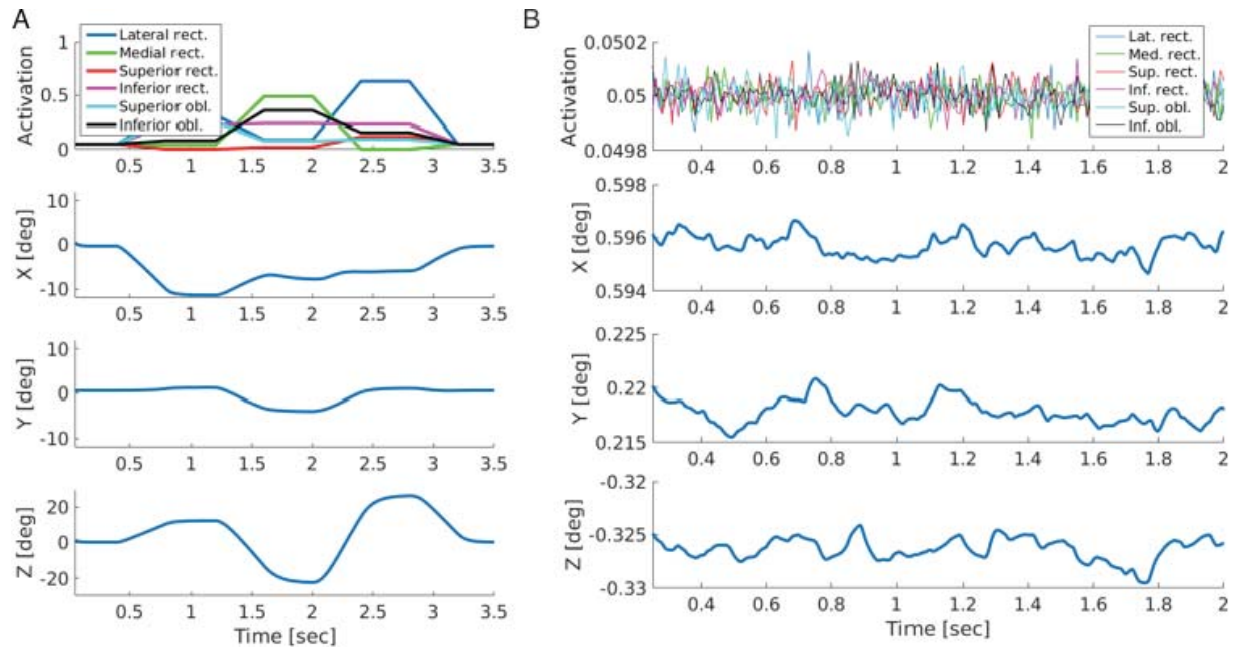 A
Activation
1
0.5
0
Lateral rect.
Medial rect.
Superior rect.
Inferior rect.
Superior obl.
Inferior obl.
0.5 1 1.5 2 2.5 3 3.5
X [deg]
10
0
-10
0.5 1 1.5 2 2.5 3 3.5
Y [deg]
10
0
-10
0.5 1 1.5 2 2.5 3 3.5
Z [deg]
20
0
-20
0.5 1 1.5 2 2.5 3 3.5
Time [sec]
B
Activation
0.0502
0.05
0.0498
Lat. rect.
Med. rect.
Sup. rect.
Inf. rect.
Sup. obl.
Inf. obl.
0.4 0.6 0.8 1 1.2 1.4 1.6 1.8 2
X [deg]
0.598
0.596
0.594
0.4 0.6 0.8 1 1.2 1.4 1.6 1.8 2
Y [deg]
0.225
0.22
0.215
0.4 0.6 0.8 1 1.2 1.4 1.6 1.8 2
Z [deg]
-0.32
-0.325
-0.33
0.4 0.6 0.8 1 1.2 1.4 1.6 1.8 2
Time [sec]